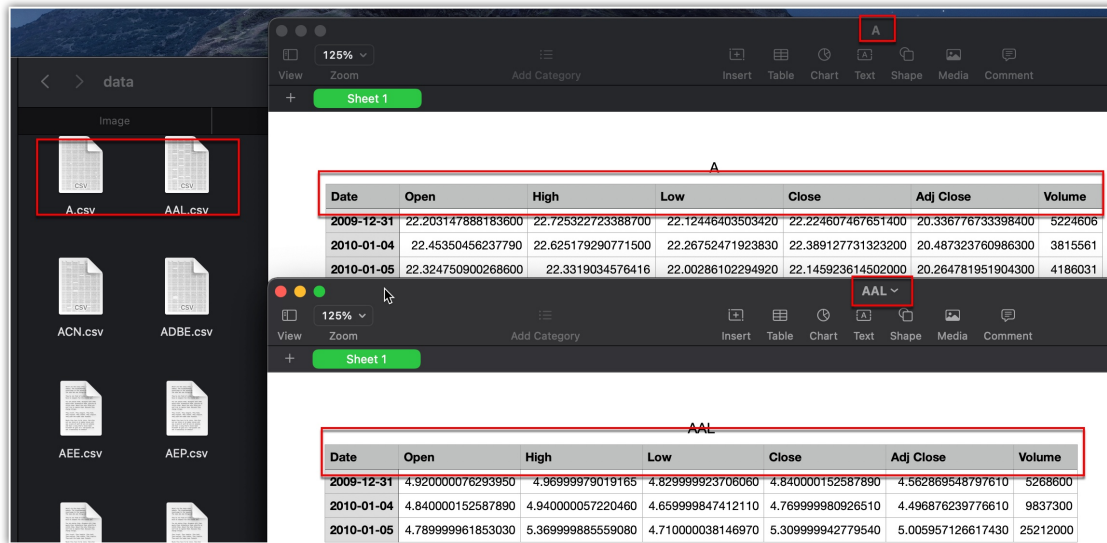 A
125%
View Zoom Add Category Insert Table Chart Text Shape Media Comment
+ Sheet 1
data
Image
CSV CSV
A.csv AAL.csv
CSV CSV
ACN.csv ADBE.csv
AEE.csv AEP.csv
A
Date Open High Low Close Adj Close Volume
2009-12-31 22.203147888183600 22.725322723388700 22.12446403503420 22.224607467651400 20.336776733398400 5224606
2010-01-04 22.45350456237790 22.625179290771500 22.26752471923830 22.389127731323200 20.487323760986300 3815561
2010-01-05 22.324750900268600 22.3319034576416 22.00286102294920 22.145923614502000 20.264781951904300 4186031
AAL
125%
View Zoom Add Category Insert Table Chart Text Shape Media Comment
+ Sheet 1
AAL
Date Open High Low Close Adj Close Volume
2009-12-31 4.920000076293950 4.96999979019165 4.829999923706060 4.840000152587890 4.562869548797610 5268600
2010-01-04 4.840000152587890 4.940000057220460 4.659999847412110 4.769999980926510 4.496876239776610 9837300
2010-01-05 4.789999961853030 5.369999885559080 4.710000038146970 5.309999942779540 5.005957126617430 25212000